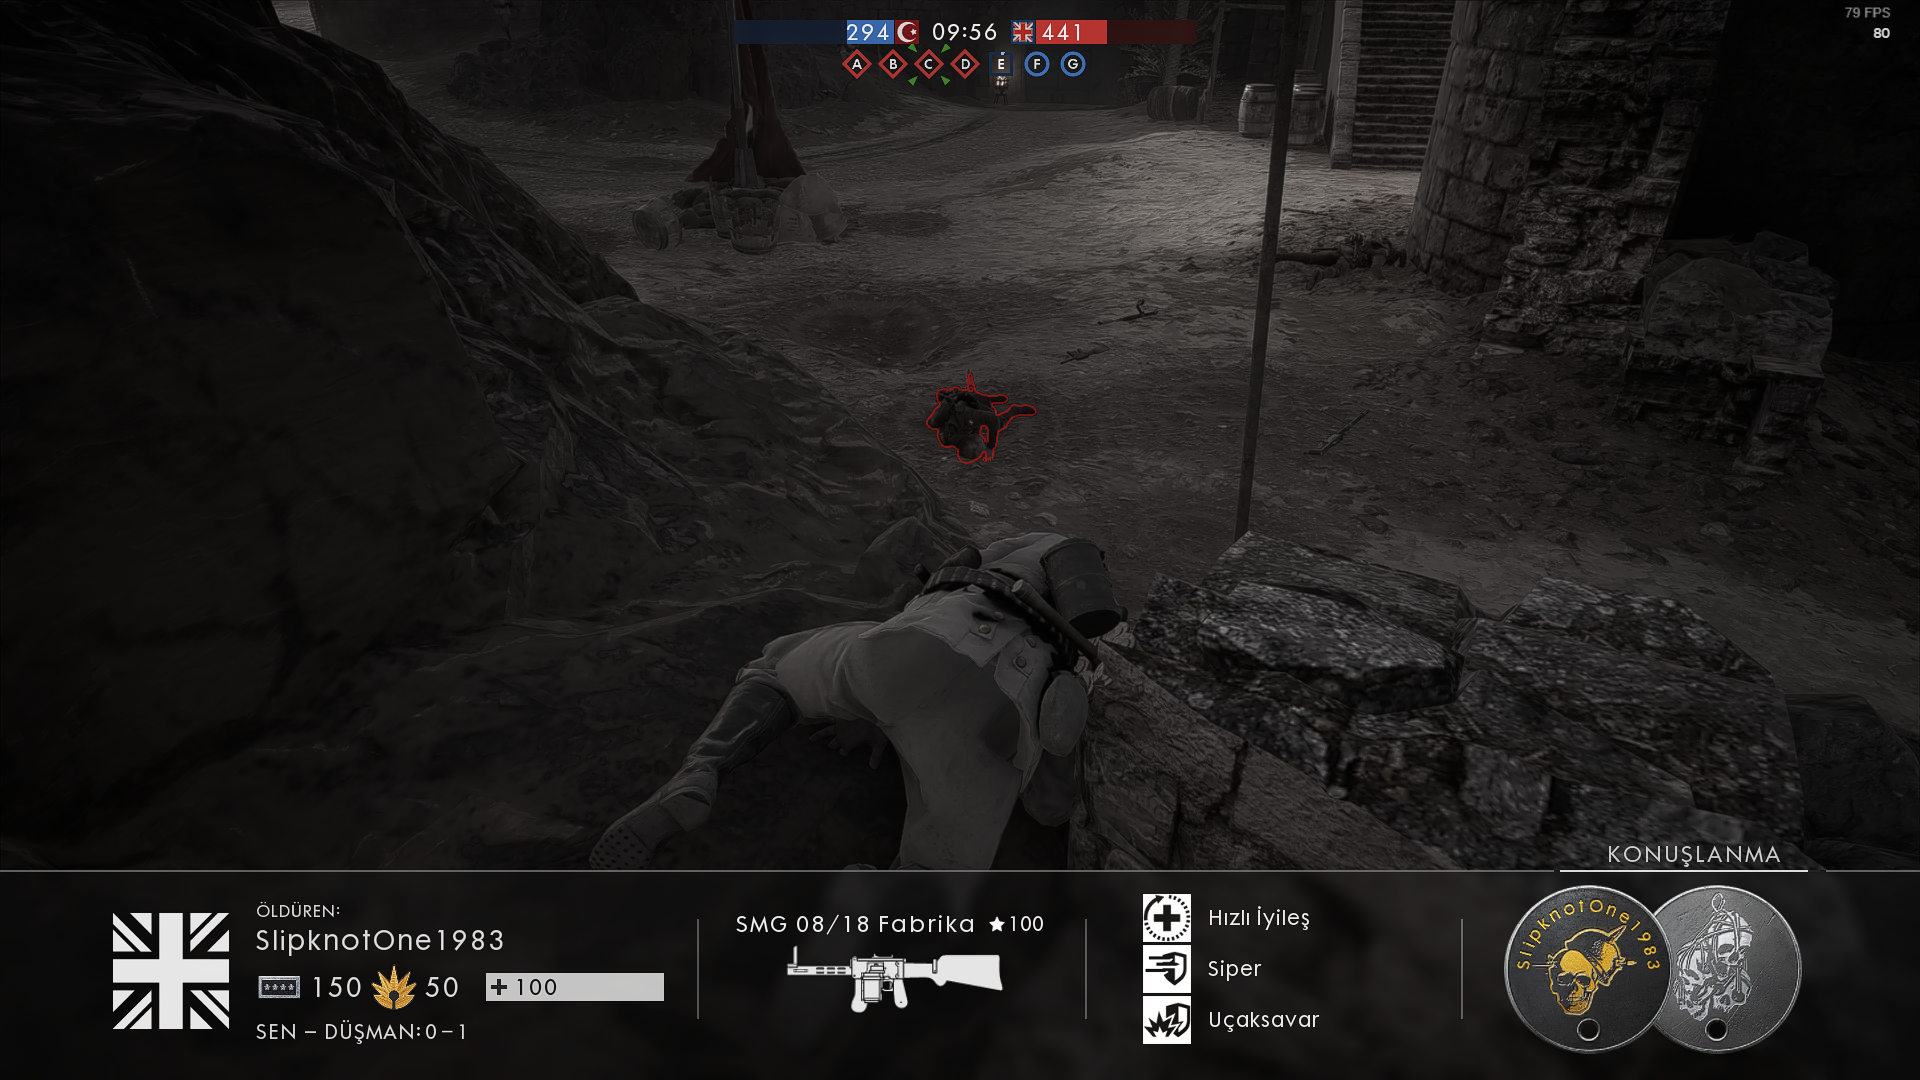 79 FPS
80
294 09:56 441
A B C D E F G
KONUŞLANMA
ÖLDÜREN:
SlipknotOne1983
150 50 +100
SEN – DÜŞMAN: 0 – 1
SMG 08/18 Fabrika ★100
Hızlı İyileş
Siper
Uçaksavar
SlipknotOne1983